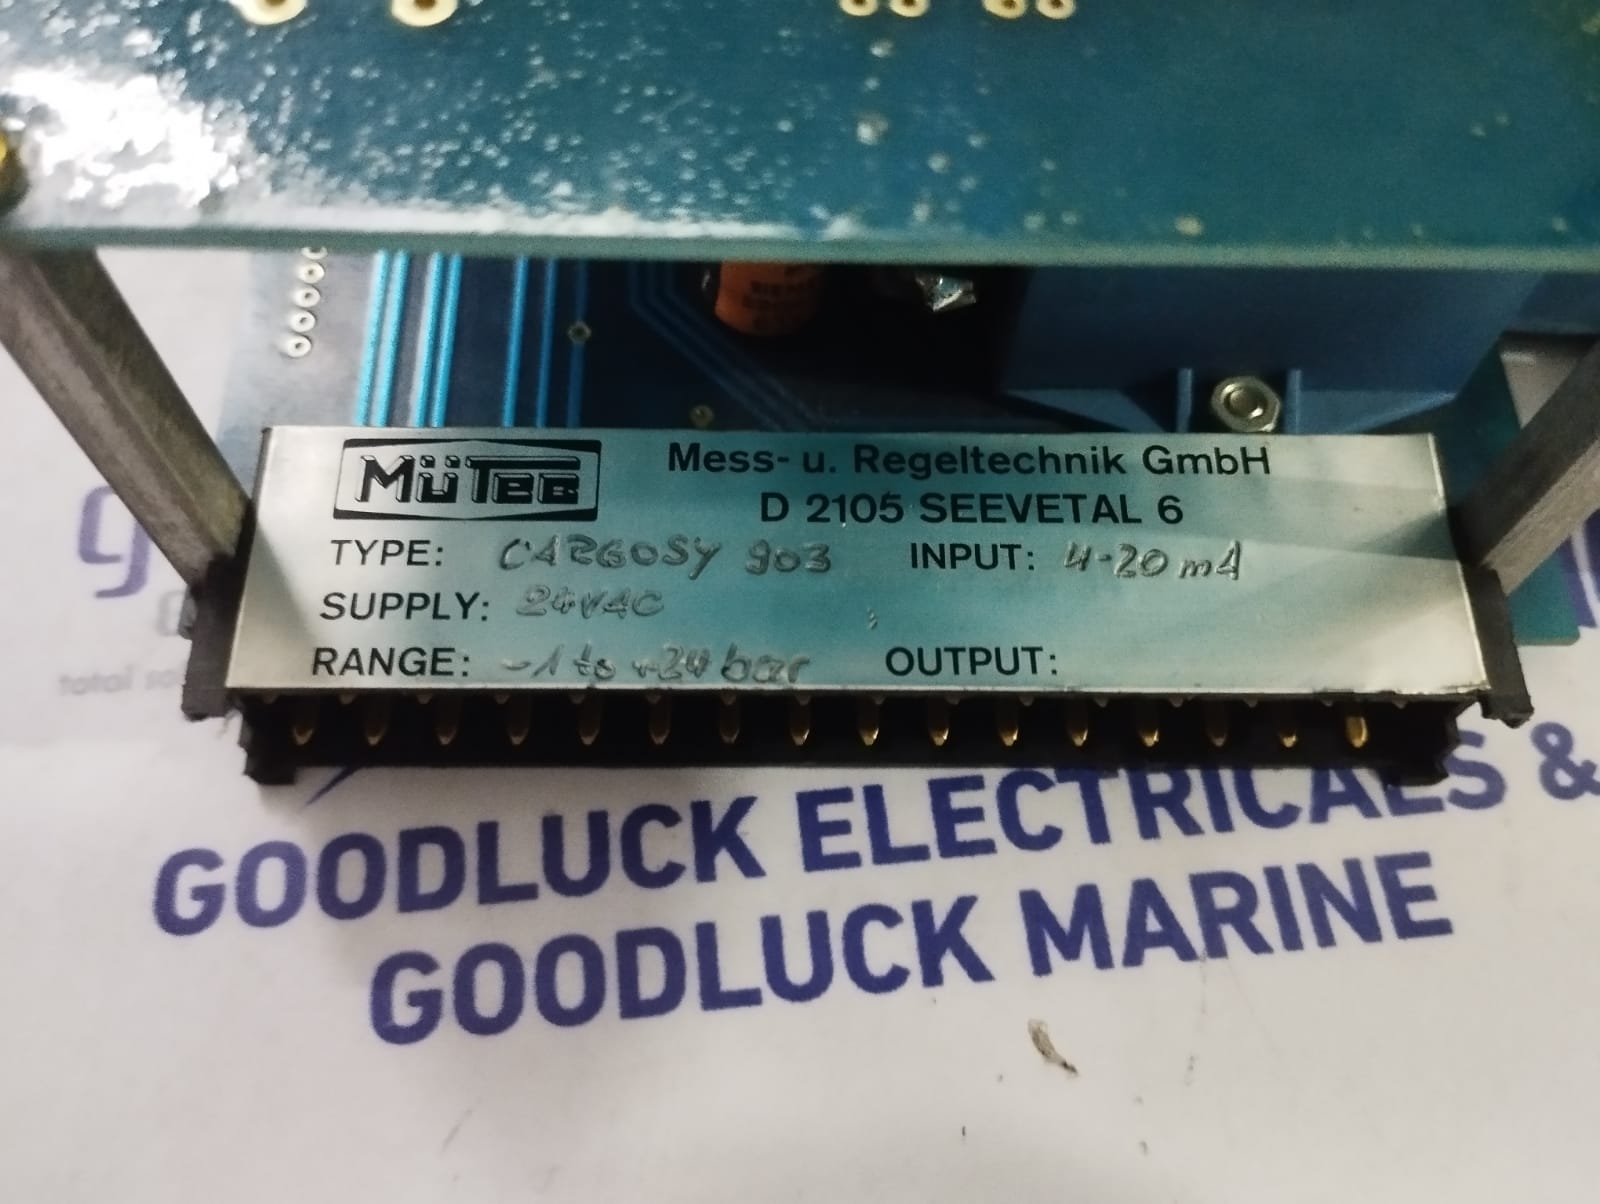 MÜTEC
Mess- u. Regeltechnik GmbH
D 2105 SEEVETAL 6
TYPE: CARGOSY 903 INPUT: 4-20 mA
SUPPLY: 24VAC
RANGE: -1 to +24 bar OUTPUT:
GOODLUCK ELECTRICALS &
GOODLUCK MARINE